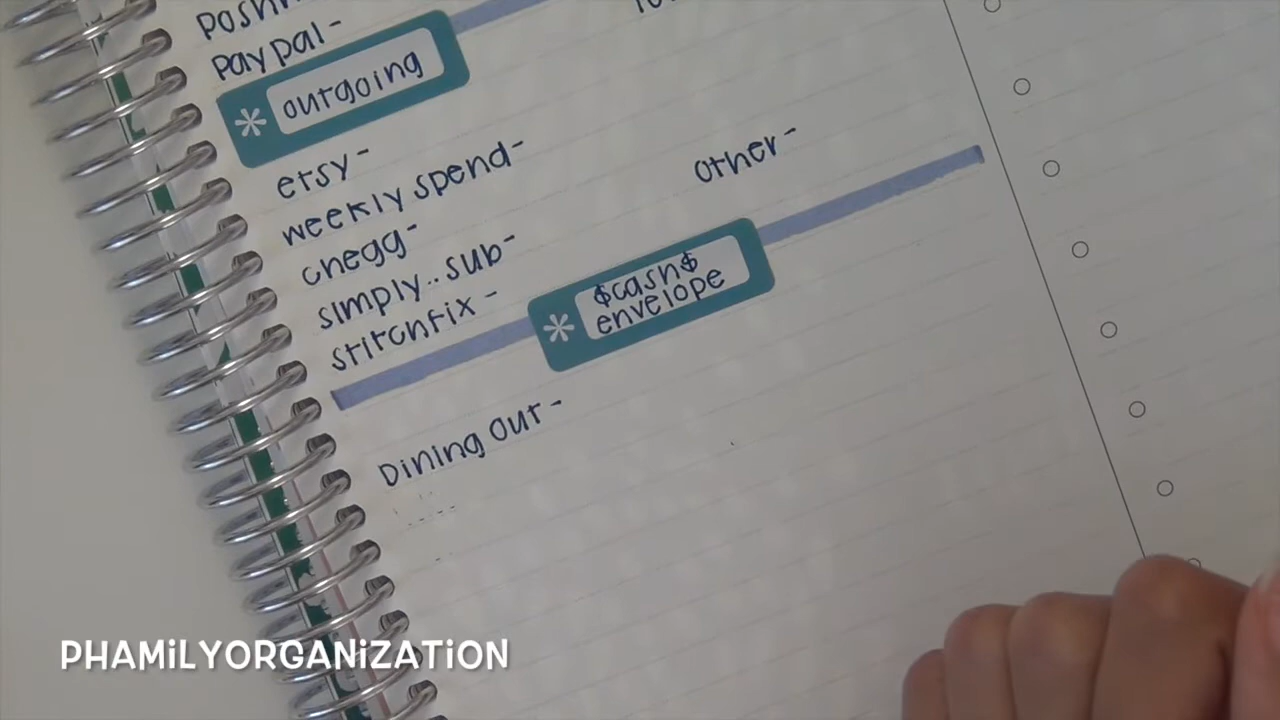 Paypal-
* outgoing
etsy-
weekly spend-
chegg-
simply..sub-
stitchfix-
other-
* $cash$
envelope
Dining Out-
PHAMiLYORGANiZATiON